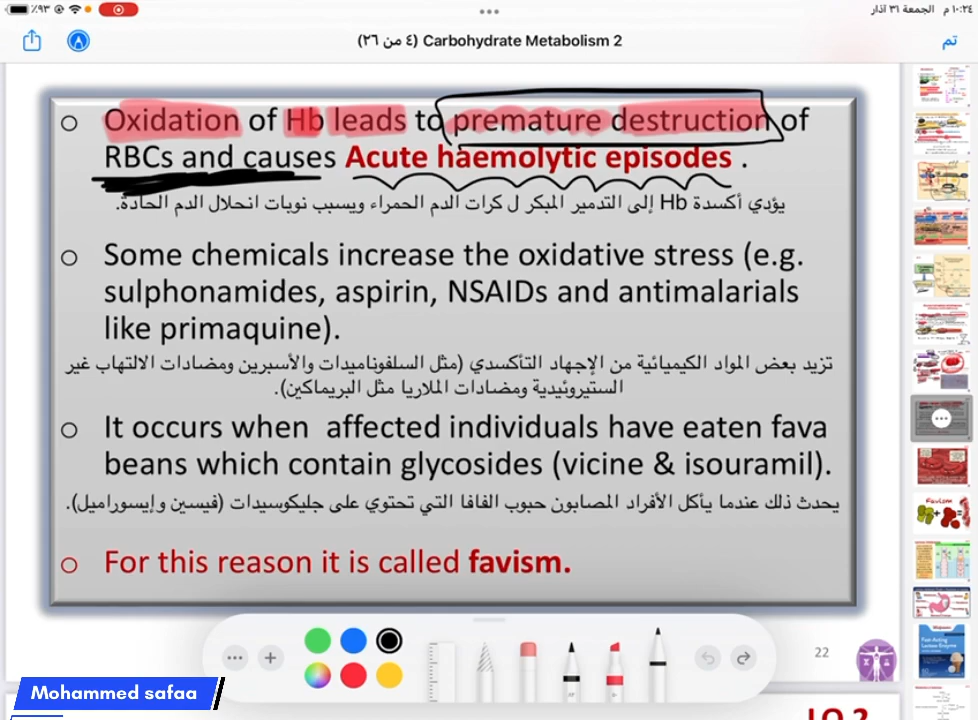 ٪٩٣
١٠:٢٤ م الجمعة ٣١ آذار
Carbohydrate Metabolism 2 (٤ من ٢٦)
تم
o Oxidation of Hb leads to premature destruction of
RBCs and causes Acute haemolytic episodes .
يؤدي أكسدة Hb إلى التدمير المبكر ل كرات الدم الحمراء ويسبب نوبات انحلال الدم الحادة.
o Some chemicals increase the oxidative stress (e.g.
sulphonamides, aspirin, NSAIDs and antimalarials
like primaquine).
تزيد بعض المواد الكيميائية من الإجهاد التأكسدي (مثل السلفوناميدات والأسبرين ومضادات الالتهاب غير
الستيروئيدية ومضادات الملاريا مثل البريماكين).
o It occurs when affected individuals have eaten fava
beans which contain glycosides (vicine & isouramil).
يحدث ذلك عندما يأكل الأفراد المصابون حبوب الفافا التي تحتوي على جليكوسيدات (فيسين وإيسوراميل).
o For this reason it is called favism.
22
Mohammed safaa
Favism